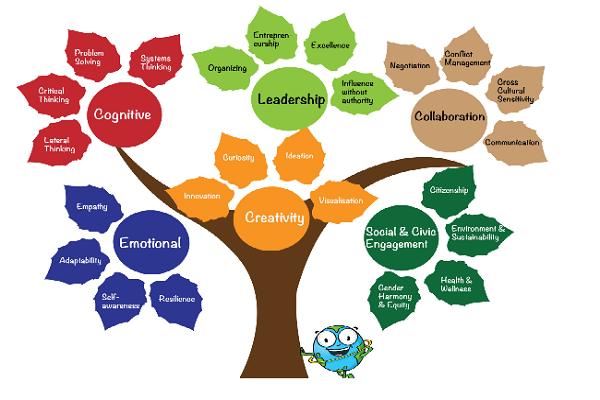 Problem
Solving
Systems
Thinking
Critical
Thinking
Lateral
Thinking
Cognitive
Entrepren
eurship
Excellence
Organizing
Influence
without
authority
Leadership
Negotiation
Conflict
Management
Cross
Cultural
Sensitivity
Communication
Collaboration
Curiosity
Ideation
Innovation
Visualisation
Creativity
Empathy
Adaptability
Self-
awareness
Resilience
Emotional
Citizenship
Environment &
Sustainability
Health &
Wellness
Gender
Harmony
& Equity
Social & Civic
Engagement